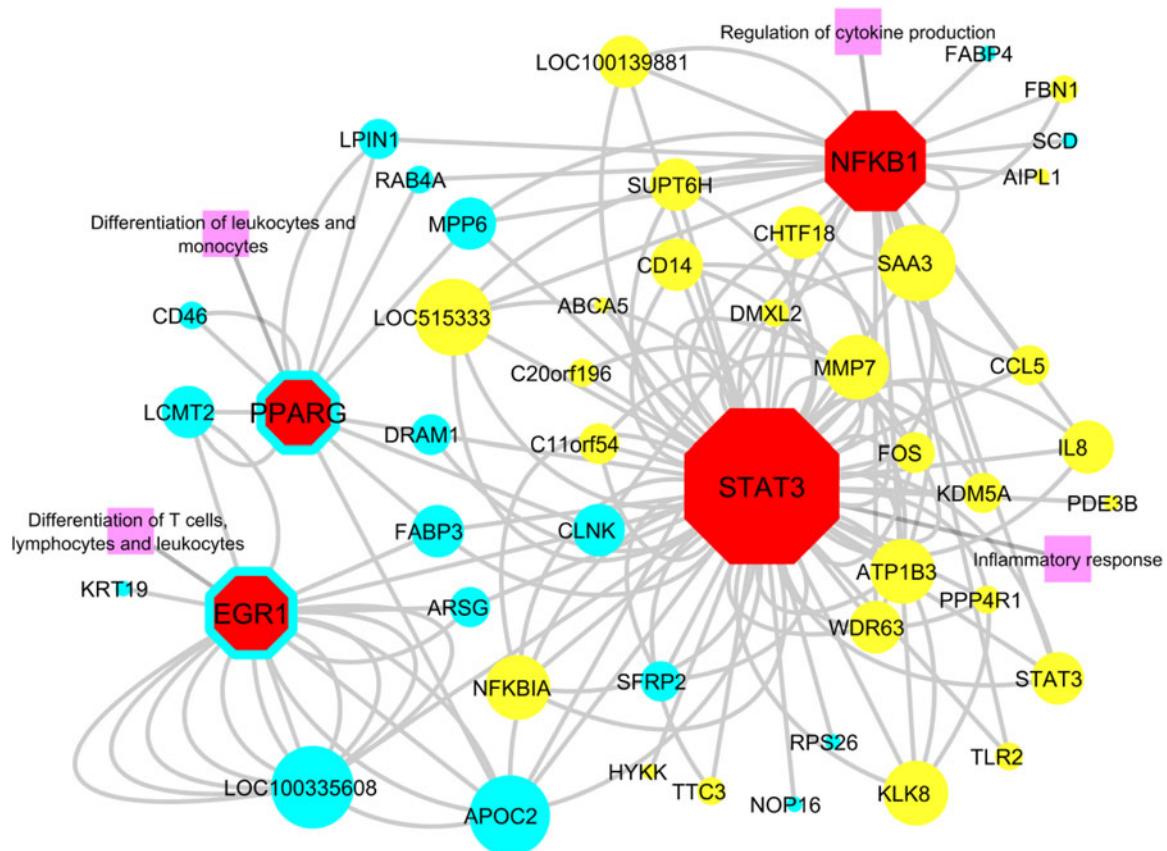 Regulation of cytokine production
LOC100139881
FABP4
FBN1
LPIN1
SCD
NFKB1
RAB4A
SUPT6H
AIPL1
Differentiation of leukocytes and
monocytes
MPP6
CHTF18
CD14
SAA3
ABCA5
DMXL2
CD46
LOC515333
CCL5
MMP7
C20orf196
LCMT2
PPARG
DRAM1
C11orf54
FOS
IL8
STAT3
KDM5A
PDE3B
Differentiation of T cells,
lymphocytes and leukocytes
FABP3
CLNK
Inflammatory response
ATP1B3
KRT19
EGR1
ARSG
PPP4R1
WDR63
NFKBIA
SFRP2
STAT3
RPS26
TLR2
HYKK
LOC100335608
TTC3
KLK8
NOP16
APOC2